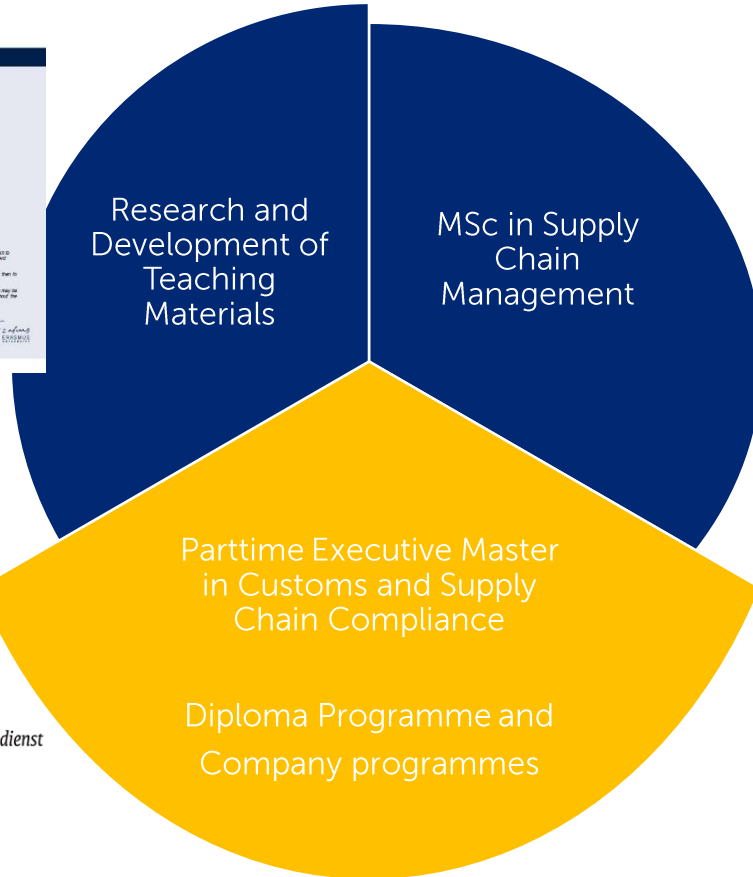 Research and
Development of
Teaching
Materials
MSc in Supply
Chain
Management
Parttime Executive Master
in Customs and Supply
Chain Compliance
Diploma Programme and
Company programmes
dienst
ERASMUS